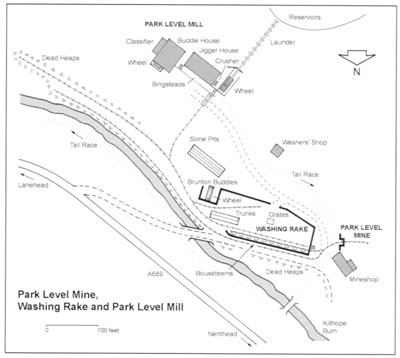 PARK LEVEL MILL
Reservoirs
Classifier
Buddle House
Jigger House
Launder
Crusher
Dead Heaps
Wheel
N
Bingsteads
Wheel
Slime Pits
Washers' Shop
Tail Race
Tail Race
Lanehead
Brunton Buddles
Wheel
Trunks
Grates
PARK LEVEL
MINE
WASHING RAKE
A689
Bouseteems
Dead Heaps
Mineshop
Park Level Mine,
Washing Rake and Park Level Mill
0
100 feet
Killhope
Burn
Nenthead